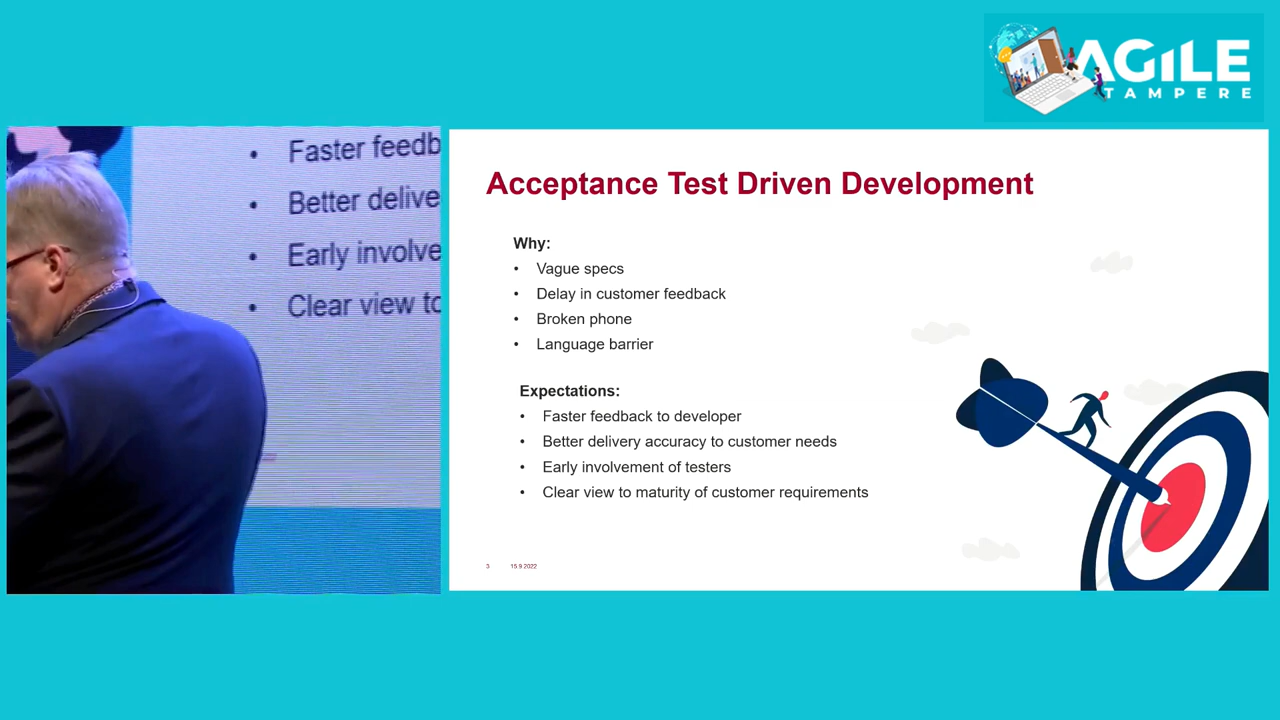 AGILE
TAMPERE
Faster feedb
Better delive
Early involve
Clear view to
Acceptance Test Driven Development
Why:
• Vague specs
• Delay in customer feedback
• Broken phone
• Language barrier
Expectations:
• Faster feedback to developer
• Better delivery accuracy to customer needs
• Early involvement of testers
• Clear view to maturity of customer requirements
3 15.9.2022